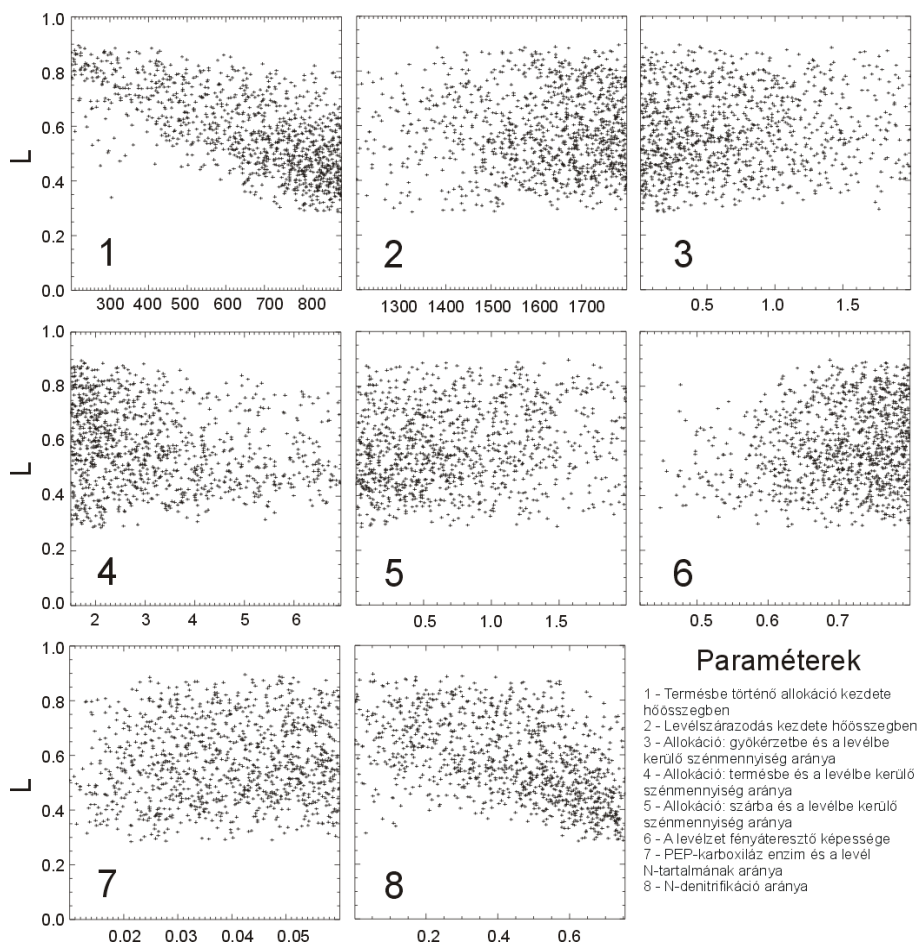 1.0
0.8
0.6
0.4
0.2
0.0
L
1
2
3
300 400 500 600 700 800
1300 1400 1500 1600 1700
0.5 1.0 1.5
1.0
0.8
0.6
0.4
0.2
0.0
L
4
5
6
2 3 4 5 6
0.5 1.0 1.5
0.5 0.6 0.7
1.0
0.8
0.6
0.4
0.2
0.0
L
7
8
0.02 0.03 0.04 0.05
0.2 0.4 0.6
Paraméterek
1 - Termésbe történő allokáció kezdete
hőösszegben
2 - Levélszárazodás kezdete hőösszegben
3 - Allokáció: gyökérzetbe és a levélbe
kerülő szénmennyiség aránya
4 - Allokáció: termésbe és a levélbe kerülő
szénmennyiség aránya
5 - Allokáció: szárba és a levélbe kerülő
szénmennyiség aránya
6 - A levélzet fényáteresztő képessége
7 - PEP-karboxiláz enzim és a levél
N-tartalmának aránya
8 - N-denitrifikáció aránya